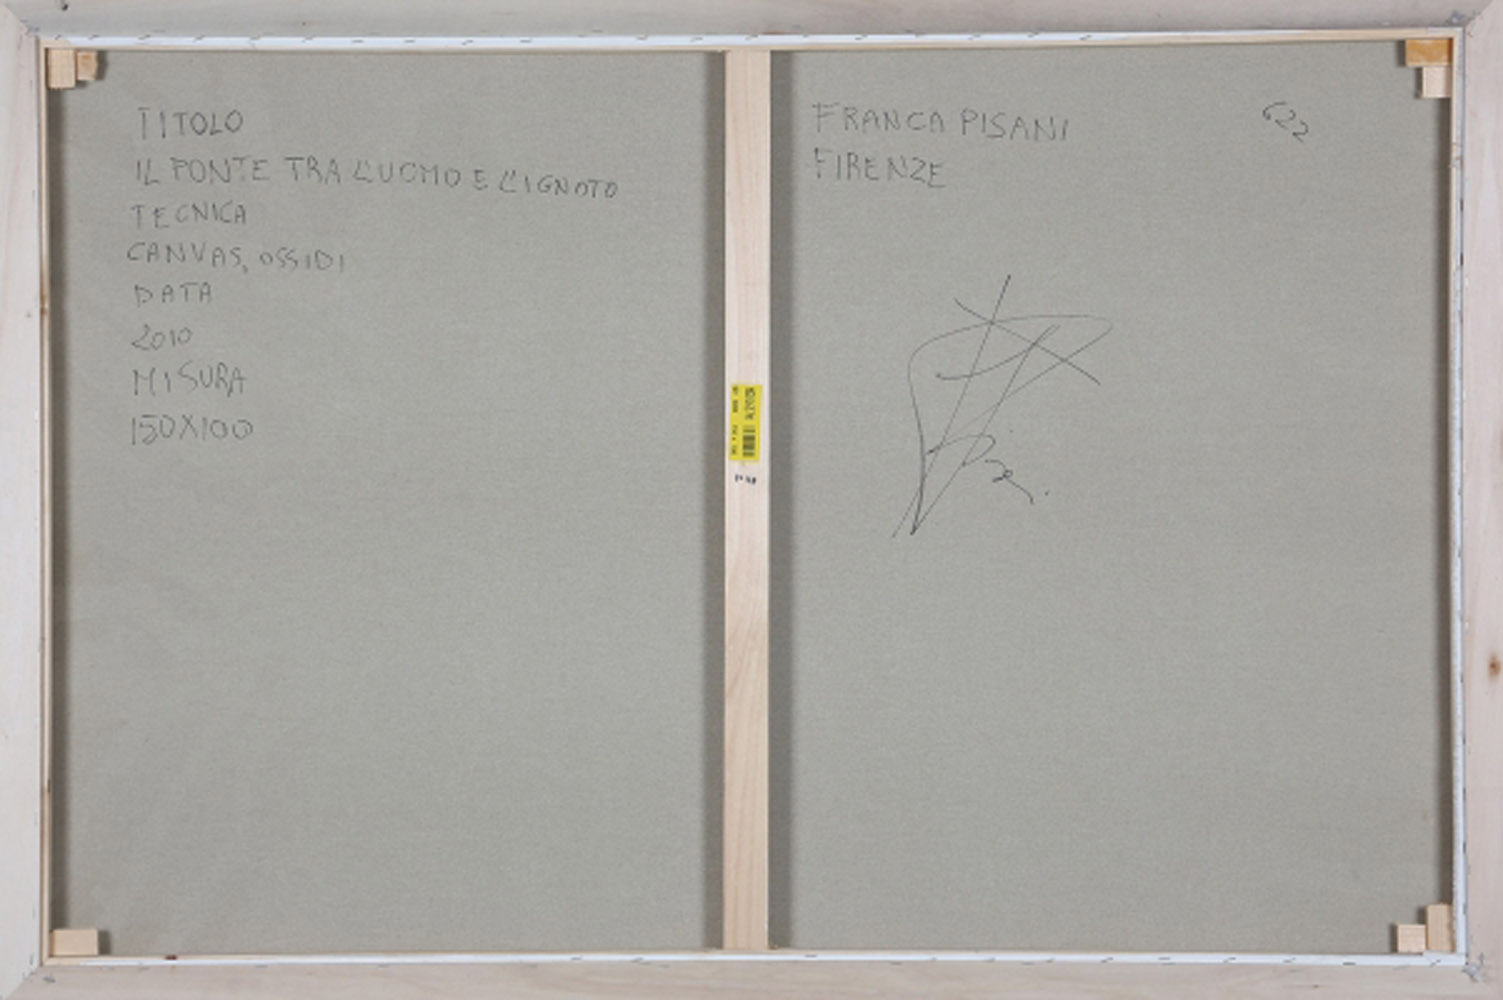 TITOLO
IL PONTE TRA L'UOMO E L'IGNOTO
TECNICA
CANVAS, OSSIDI
DATA
2010
MISURA
150X100
FRANCA PISANI
FIRENZE
622